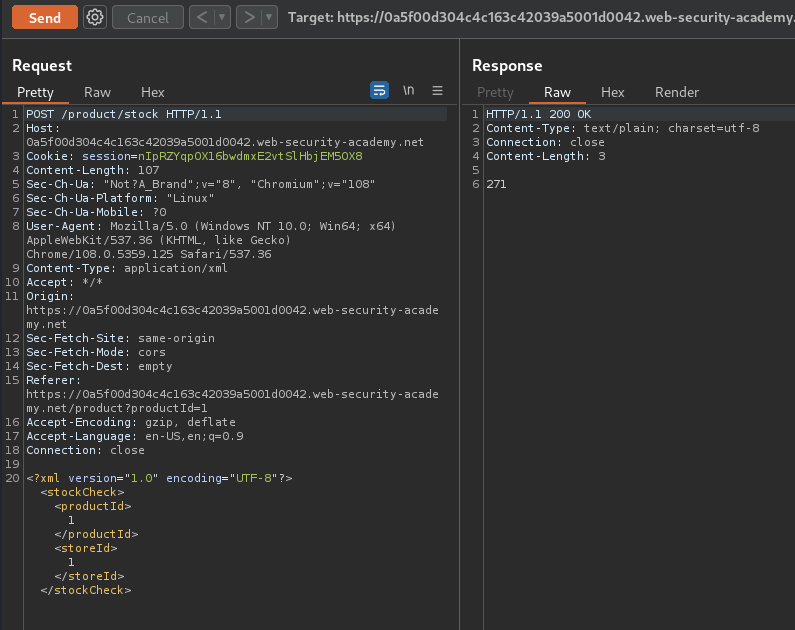 Send
Cancel
< ▾
> ▾
Target: https://0a5f00d304c4c163c42039a5001d0042.web-security-academy.
Request
Pretty Raw Hex
\n
1 POST /product/stock HTTP/1.1
2 Host:
0a5f00d304c4c163c42039a5001d0042.web-security-academy.net
3 Cookie: session=nIpRZYqpOX16bwdmxE2vtSlHbjEM5OX8
4 Content-Length: 107
5 Sec-Ch-Ua: "Not?A_Brand";v="8", "Chromium";v="108"
6 Sec-Ch-Ua-Platform: "Linux"
7 Sec-Ch-Ua-Mobile: ?0
8 User-Agent: Mozilla/5.0 (Windows NT 10.0; Win64; x64)
AppleWebKit/537.36 (KHTML, like Gecko)
Chrome/108.0.5359.125 Safari/537.36
9 Content-Type: application/xml
10 Accept: */*
11 Origin:
https://0a5f00d304c4c163c42039a5001d0042.web-security-acade
my.net
12 Sec-Fetch-Site: same-origin
13 Sec-Fetch-Mode: cors
14 Sec-Fetch-Dest: empty
15 Referer:
https://0a5f00d304c4c163c42039a5001d0042.web-security-acade
my.net/product?productId=1
16 Accept-Encoding: gzip, deflate
17 Accept-Language: en-US,en;q=0.9
18 Connection: close
19
20 <?xml version="1.0" encoding="UTF-8"?>
<stockCheck>
<productId>
1
</productId>
<storeId>
1
</storeId>
</stockCheck>
Response
Pretty Raw Hex Render
1 HTTP/1.1 200 OK
2 Content-Type: text/plain; charset=utf-8
3 Connection: close
4 Content-Length: 3
5
6 271